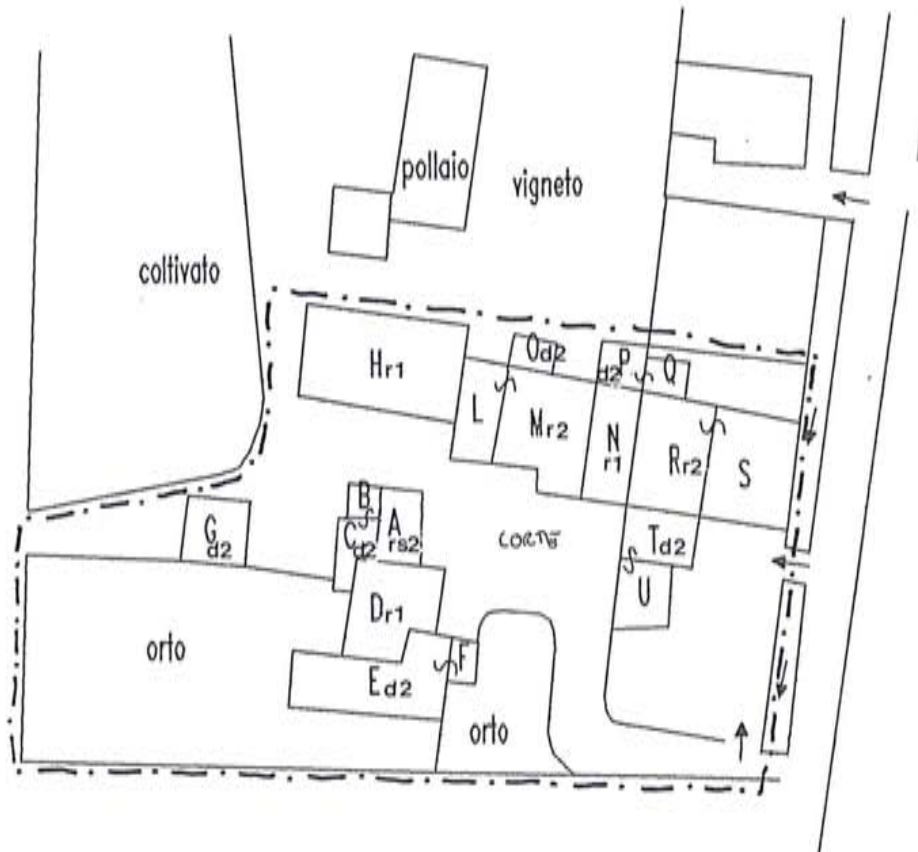 pollaio
vigneto
coltivato
Hr1
L
Od2
Mr2
P
d2
Q
N
r1
Rr2
S
B
A
rs2
C
d2
G
d2
CORTE
Td2
U
Dr1
orto
Ed2
F
orto